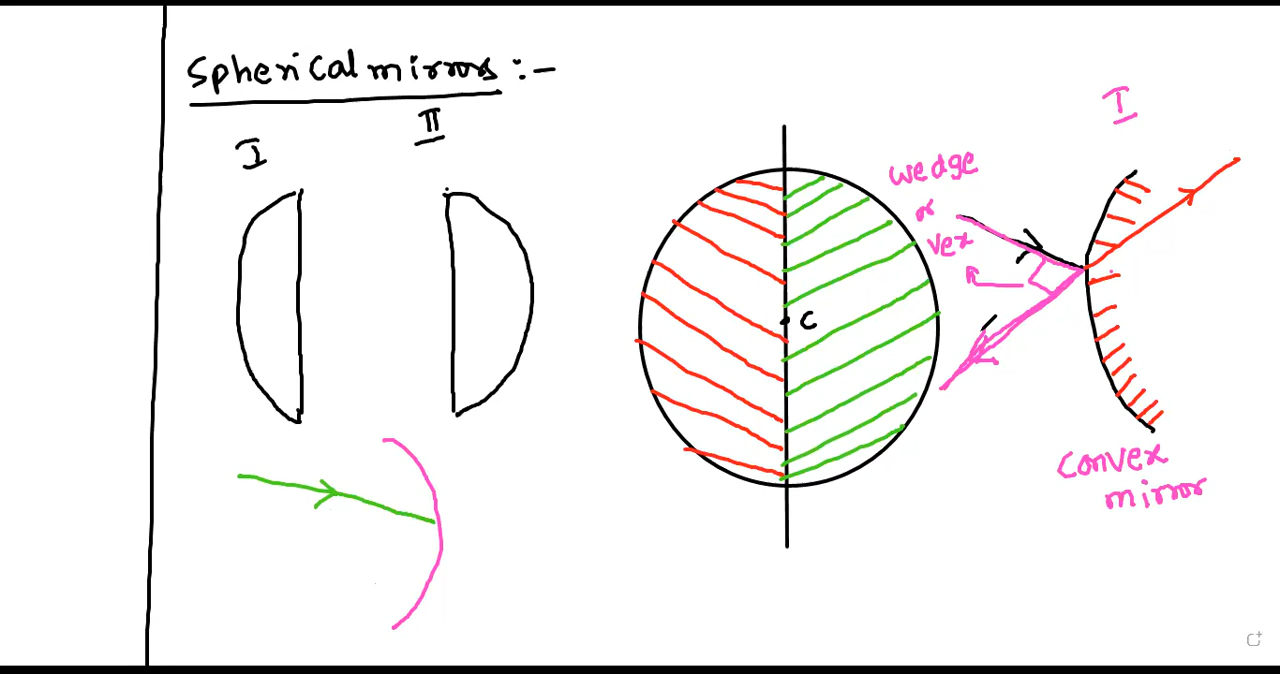 Spherical mirrors :-
I
II
C
wedge
or
vex
I
Convex
mirror